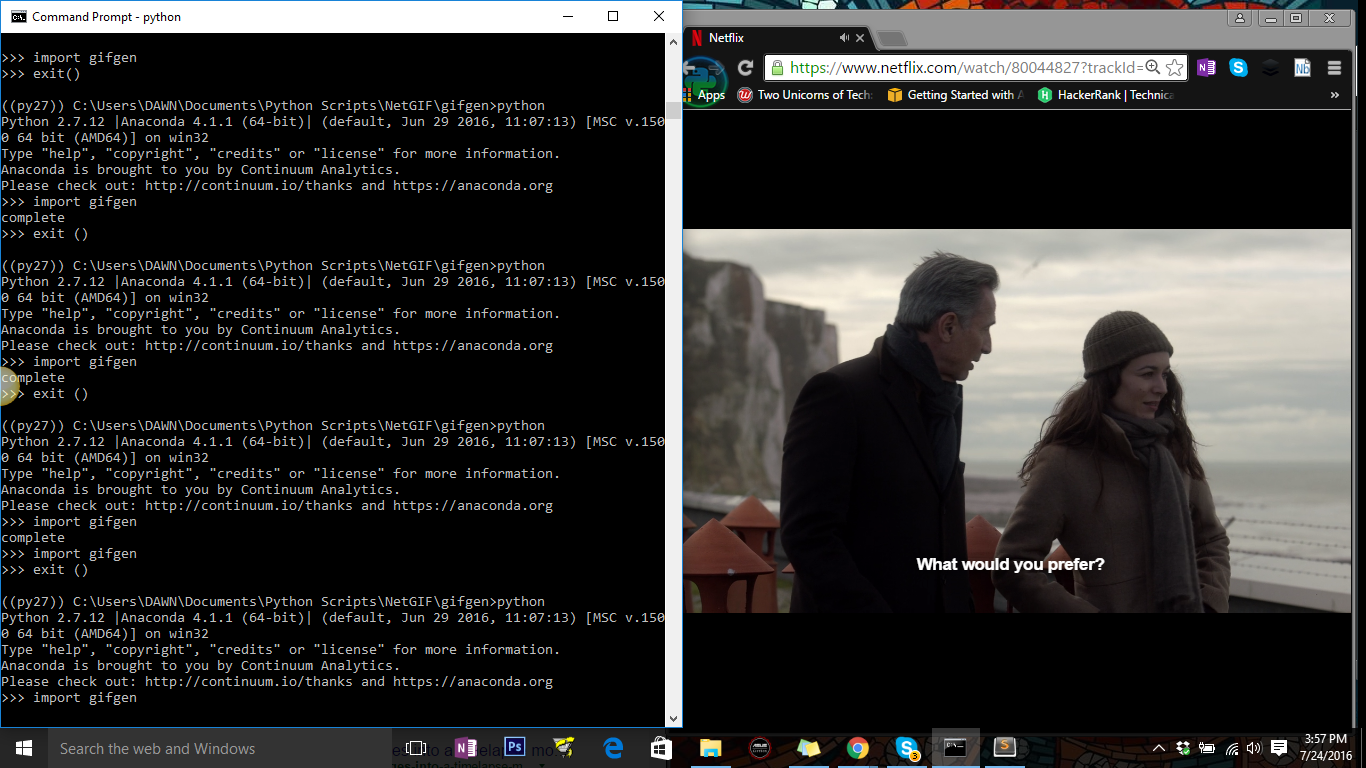 Command Prompt - python
>>> import gifgen
>>> exit()
((py27)) C:\Users\DAWN\Documents\Python Scripts\NetGIF\gifgen>python
Python 2.7.12 |Anaconda 4.1.1 (64-bit)| (default, Jun 29 2016, 11:07:13) [MSC v.150
0 64 bit (AMD64)] on win32
Type "help", "copyright", "credits" or "license" for more information.
Anaconda is brought to you by Continuum Analytics.
Please check out: http://continuum.io/thanks and https://anaconda.org
>>> import gifgen
complete
>>> exit ()
((py27)) C:\Users\DAWN\Documents\Python Scripts\NetGIF\gifgen>python
Python 2.7.12 |Anaconda 4.1.1 (64-bit)| (default, Jun 29 2016, 11:07:13) [MSC v.150
0 64 bit (AMD64)] on win32
Type "help", "copyright", "credits" or "license" for more information.
Anaconda is brought to you by Continuum Analytics.
Please check out: http://continuum.io/thanks and https://anaconda.org
>>> import gifgen
complete
>>> exit ()
((py27)) C:\Users\DAWN\Documents\Python Scripts\NetGIF\gifgen>python
Python 2.7.12 |Anaconda 4.1.1 (64-bit)| (default, Jun 29 2016, 11:07:13) [MSC v.150
0 64 bit (AMD64)] on win32
Type "help", "copyright", "credits" or "license" for more information.
Anaconda is brought to you by Continuum Analytics.
Please check out: http://continuum.io/thanks and https://anaconda.org
>>> import gifgen
complete
>>> import gifgen
>>> exit ()
((py27)) C:\Users\DAWN\Documents\Python Scripts\NetGIF\gifgen>python
Python 2.7.12 |Anaconda 4.1.1 (64-bit)| (default, Jun 29 2016, 11:07:13) [MSC v.150
0 64 bit (AMD64)] on win32
Type "help", "copyright", "credits" or "license" for more information.
Anaconda is brought to you by Continuum Analytics.
Please check out: http://continuum.io/thanks and https://anaconda.org
>>> import gifgen
Netflix
https://www.netflix.com/watch/80044827?trackId=
Apps Two Unicorns of Tech: Getting Started with HackerRank | Technica »
What would you prefer?
Search the web and Windows
3:57 PM
7/24/2016